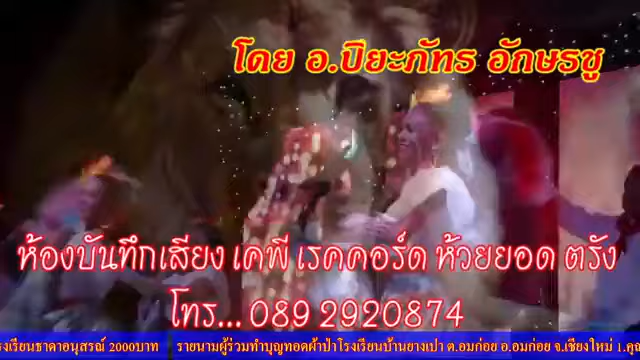 โดย อ.ปิยะภัทร อักษรชู
ห้องบันทึกเสียง เคพี เรคคอร์ด ห้วยยอด ตรัง
โทร... 089 2920874
รงเรียนธาดาอนุสรณ์ 2000บาท รายนามผู้ร่วมทำบุญทอดผ้าป่าโรงเรียนบ้านยางเปา ต.อมก๋อย อ.อมก๋อย จ.เชียงใหม่ 1.คุณ